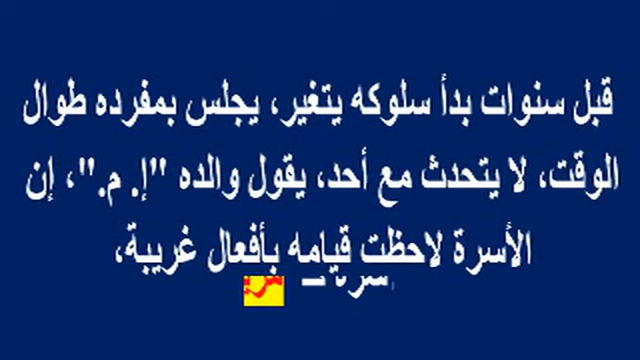 قبل سنوات بدأ سلوكه يتغير، يجلس بمفرده طوال
الوقت، لا يتحدث مع أحد، يقول والده "إ. م."، إن
الأسرة لاحظت قيامه بأفعال غريبة،